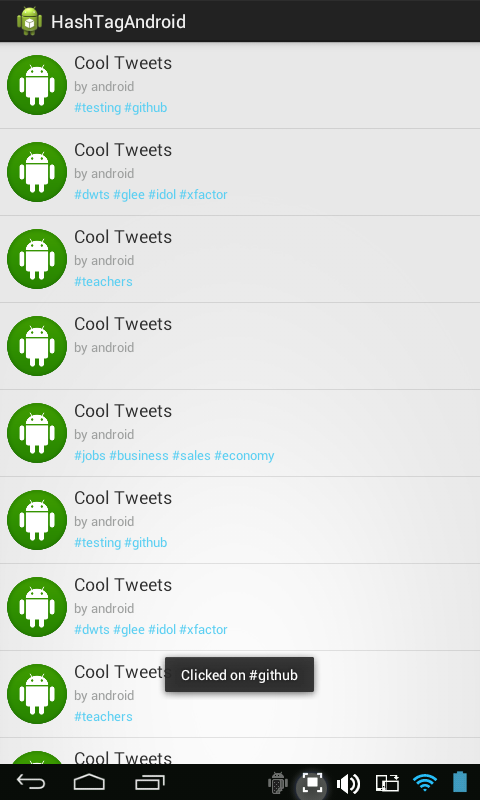 HashTagAndroid
Cool Tweets
by android
#testing #github
Cool Tweets
by android
#dwts #glee #idol #xfactor
Cool Tweets
by android
#teachers
Cool Tweets
by android
Cool Tweets
by android
#jobs #business #sales #economy
Cool Tweets
by android
#testing #github
Cool Tweets
by android
#dwts #glee #idol #xfactor
Cool Tweets
Clicked on #github
by android
#teachers
Cool Tweets